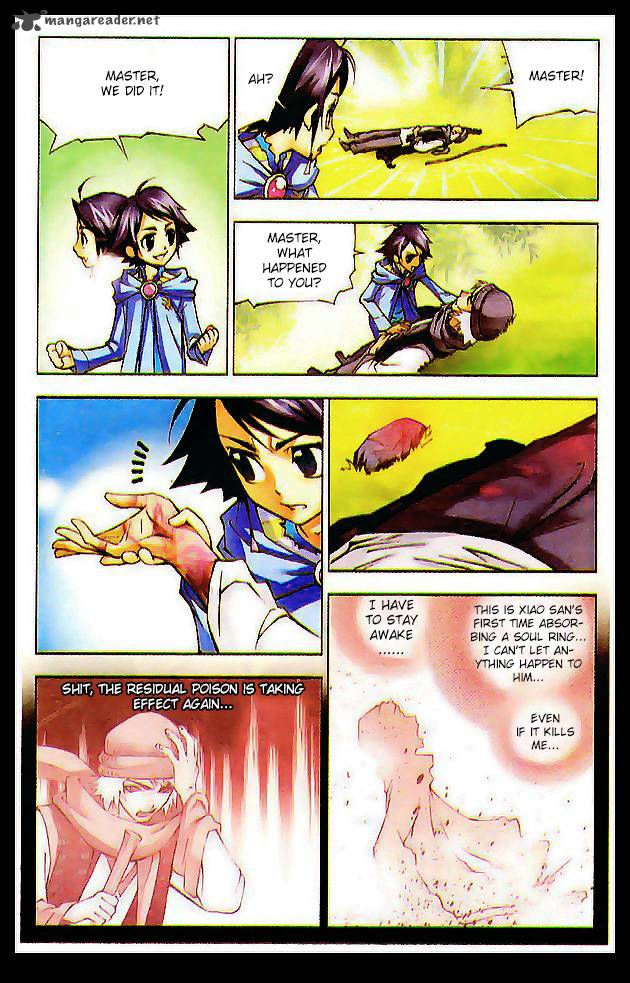 mangareader.net
MASTER,
WE DID IT!
AH?
MASTER!
MASTER,
WHAT
HAPPENED
TO YOU?
SHIT, THE RESIDUAL POISON IS TAKING
EFFECT AGAIN...
I HAVE
TO STAY
AWAKE
......
THIS IS XIAO SAN'S
FIRST TIME ABSOR-
BING A SOUL RING...
I CAN'T LET AN-
YTHING HAPPEN TO
HIM...
EVEN
IF IT KILLS
ME...